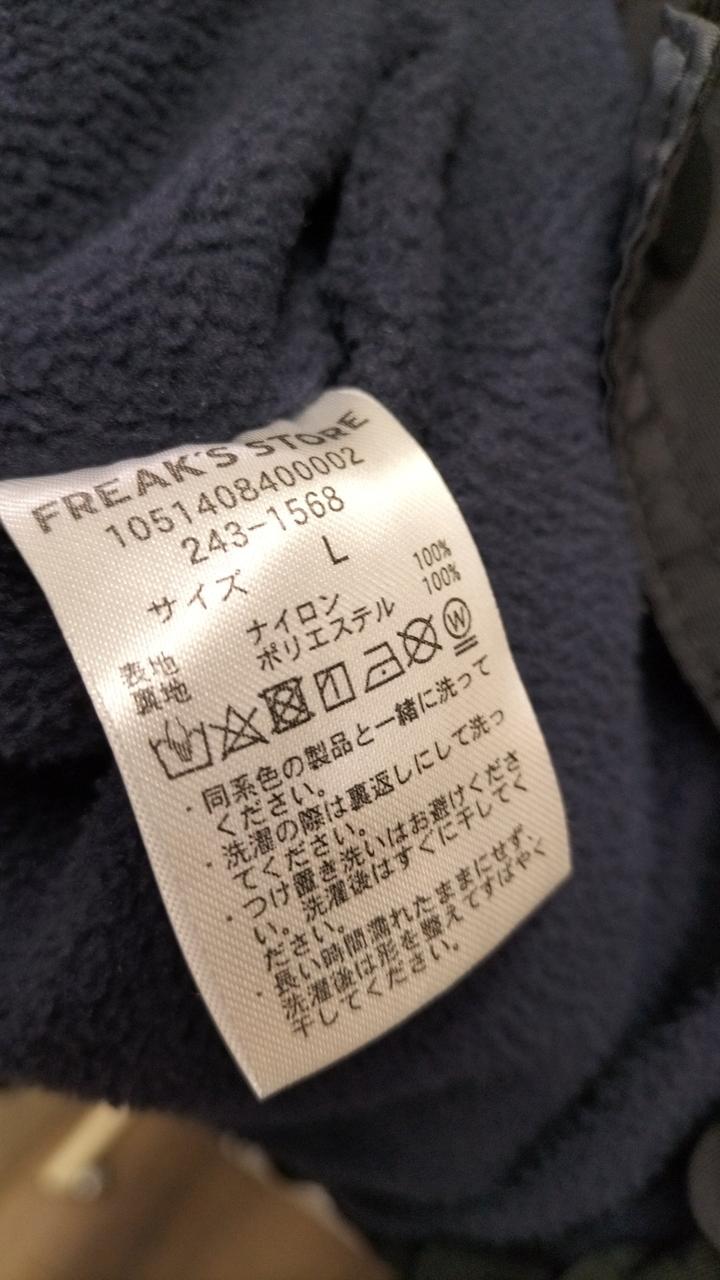 FREAK'S STORE
1051408400002
243-1568
サイズ L
表地 ナイロン 100%
裏地 ポリエステル 100%
W
・同系色の製品と一緒に洗って
ください。
・洗濯の際は裏返しにして洗っ
てください。
・つけ置き洗いはお避けくださ
い。洗濯後はすぐに干してく
ださい。
・長い時間濡れたままにせず、
洗濯後は形を整えてすばやく
干してください。